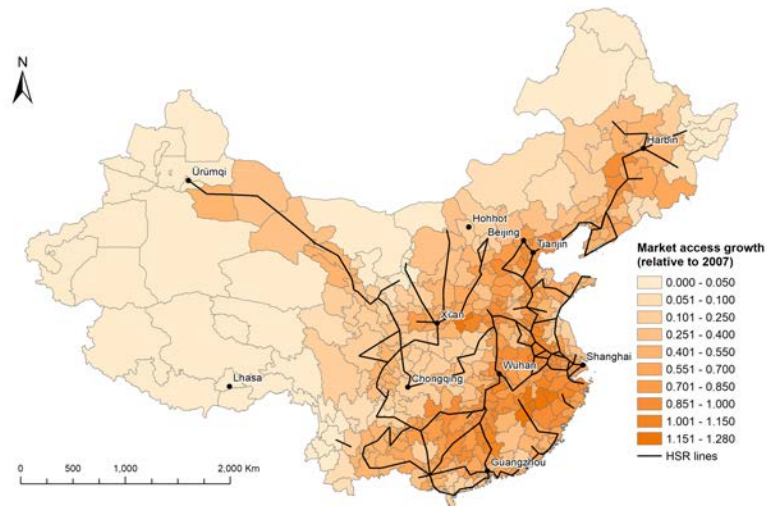 N
Harbin
Ürümqi
Hohhot
Beijing
Tianjin
Xi'an
Shanghai
Wuhan
Chongqing
Lhasa
Guangzhou
Market access growth
(relative to 2007)
0.000 - 0.050
0.051 - 0.100
0.101 - 0.250
0.251 - 0.400
0.401 - 0.550
0.551 - 0.700
0.701 - 0.850
0.851 - 1.000
1.001 - 1.150
1.151 - 1.280
HSR lines
0 500 1,000 2,000 Km